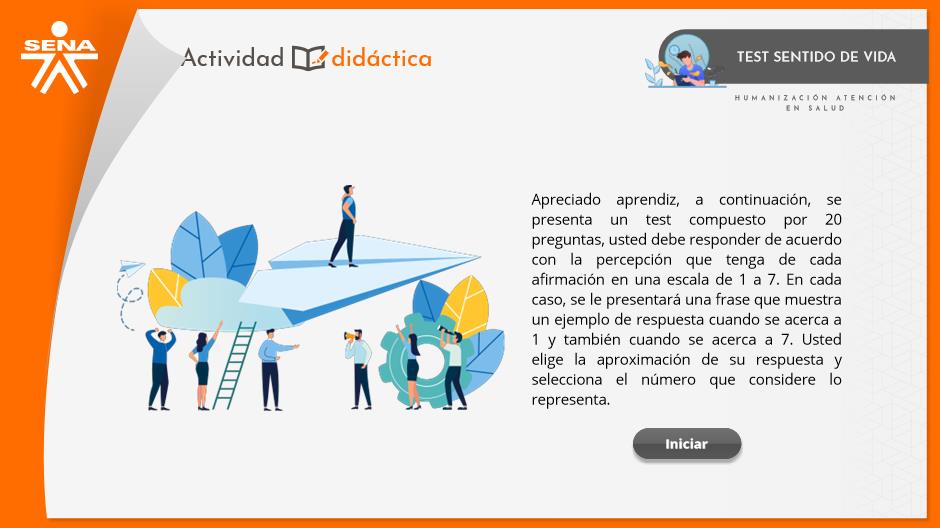 SENA
Actividad didáctica
TEST SENTIDO DE VIDA
HUMANIZACIÓN ATENCIÓN
EN SALUD
Apreciado aprendiz, a continuación, se
presenta un test compuesto por 20
preguntas, usted debe responder de acuerdo
con la percepción que tenga de cada
afirmación en una escala de 1 a 7. En cada
caso, se le presentará una frase que muestra
un ejemplo de respuesta cuando se acerca a
1 y también cuando se acerca a 7. Usted
elige la aproximación de su respuesta y
selecciona el número que considere lo
representa.
Iniciar